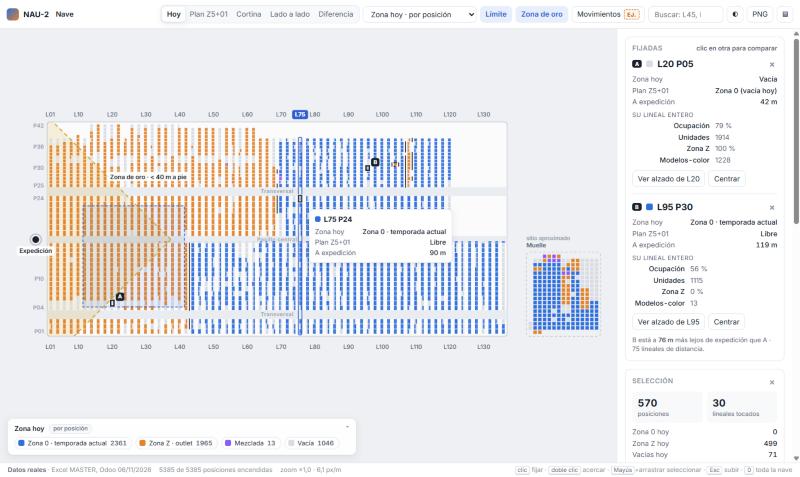 NAU-2 Nave
Hoy Plan Z5+01 Cortina Lado a lado Diferencia
Zona hoy · por posición
Límite Zona de oro Movimientos EJ.
Buscar: L45, l
PNG
L01 L10 L20 L30 L40 L50 L60 L70 L75 L80 L90 L100 L110 L120 L130
P42
P36
P30
P25
P24
P10
P04
P01
Zona de oro · < 40 m a pie
Transversal
Expedición
B
A
Transversal
L01 L10 L20 L30 L40 L50 L60 L70 L80 L90 L100 L110 L120 L130
L75 P24
Zona hoy Zona 0 · temporada actual
Plan Z5+01 Libre
A expedición 90 m
sitio aproximado
Muelle
FIJADAS clic en otra para comparar
A L20 P05 ×
Zona hoy Vacía
Plan Z5+01 Zona 0 (vacía hoy)
A expedición 42 m
SU LINEAL ENTERO
Ocupación 79 %
Unidades 1914
Zona Z 100 %
Modelos-color 1228
Ver alzado de L20 Centrar
B L95 P30 ×
Zona hoy Zona 0 · temporada actual
Plan Z5+01 Libre
A expedición 119 m
SU LINEAL ENTERO
Ocupación 56 %
Unidades 1115
Zona Z 0 %
Modelos-color 13
Ver alzado de L95 Centrar
B está a 76 m más lejos de expedición que A ·
75 lineales de distancia.
SELECCIÓN ×
570 30
posiciones lineales tocados
Zona 0 hoy 0
Zona Z hoy 499
Vacías hoy 71
Zona hoy por posición
Zona 0 · temporada actual 2361
Zona Z · outlet 1965
Mezclada 13
Vacía 1046
Datos reales · Excel MASTER, Odoo 06/11/2026 5385 de 5385 posiciones encendidas zoom ×1,0 · 6,1 px/m
clic fijar · doble clic acercar · Mayús +arrastrar seleccionar · Esc subir · 0 toda la nave